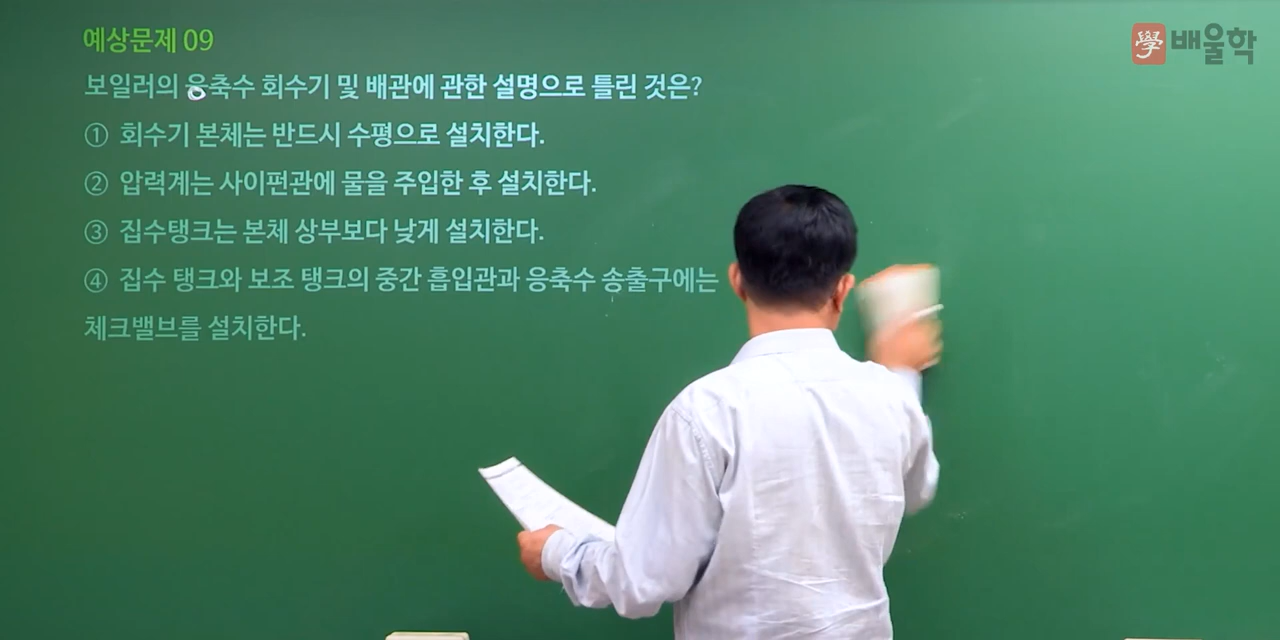 예상문제 09
學 배울학
보일러의 응축수 회수기 및 배관에 관한 설명으로 틀린 것은?
① 회수기 본체는 반드시 수평으로 설치한다.
② 압력계는 사이펀관에 물을 주입한 후 설치한다.
③ 집수탱크는 본체 상부보다 낮게 설치한다.
④ 집수 탱크와 보조 탱크의 중간 흡입관과 응축수 송출구에는
체크밸브를 설치한다.